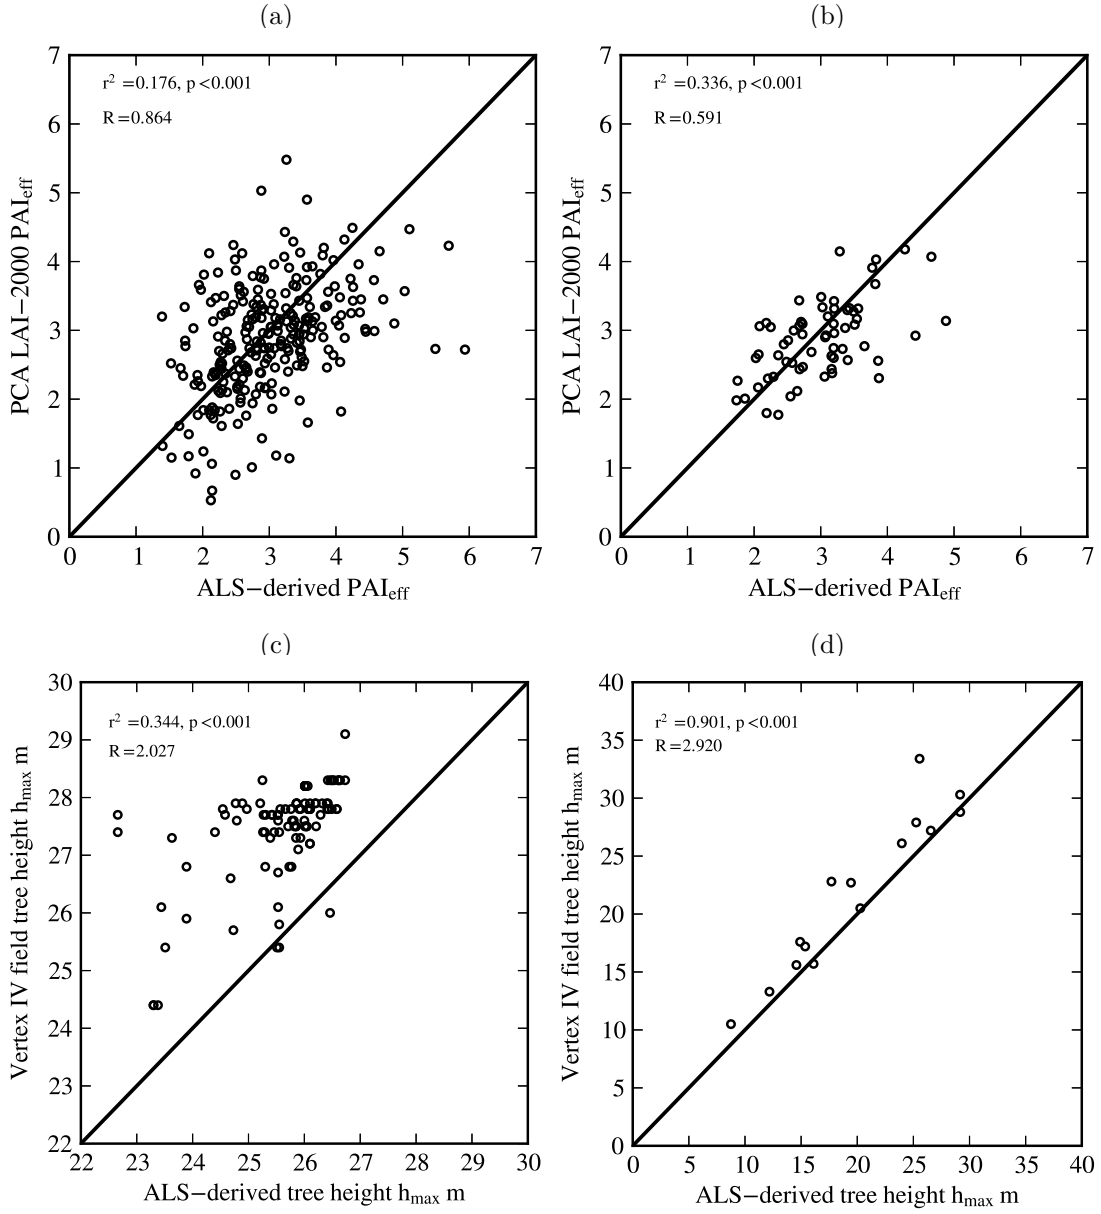 (a)
7
6
5
4
3
2
1
0
r² =0.176, p<0.001
R=0.864
PCA LAI−2000 PAIeff
0 1 2 3 4 5 6 7
ALS−derived PAIeff
(b)
7
6
5
4
3
2
1
0
r² =0.336, p<0.001
R=0.591
PCA LAI−2000 PAIeff
0 1 2 3 4 5 6 7
ALS−derived PAIeff
(c)
30
29
28
27
26
25
24
23
22
r² =0.344, p<0.001
R=2.027
Vertex IV field tree height hmax m
22 23 24 25 26 27 28 29 30
ALS−derived tree height hmax m
(d)
40
35
30
25
20
15
10
5
0
r² =0.901, p<0.001
R=2.920
Vertex IV field tree height hmax m
0 5 10 15 20 25 30 35 40
ALS−derived tree height hmax m